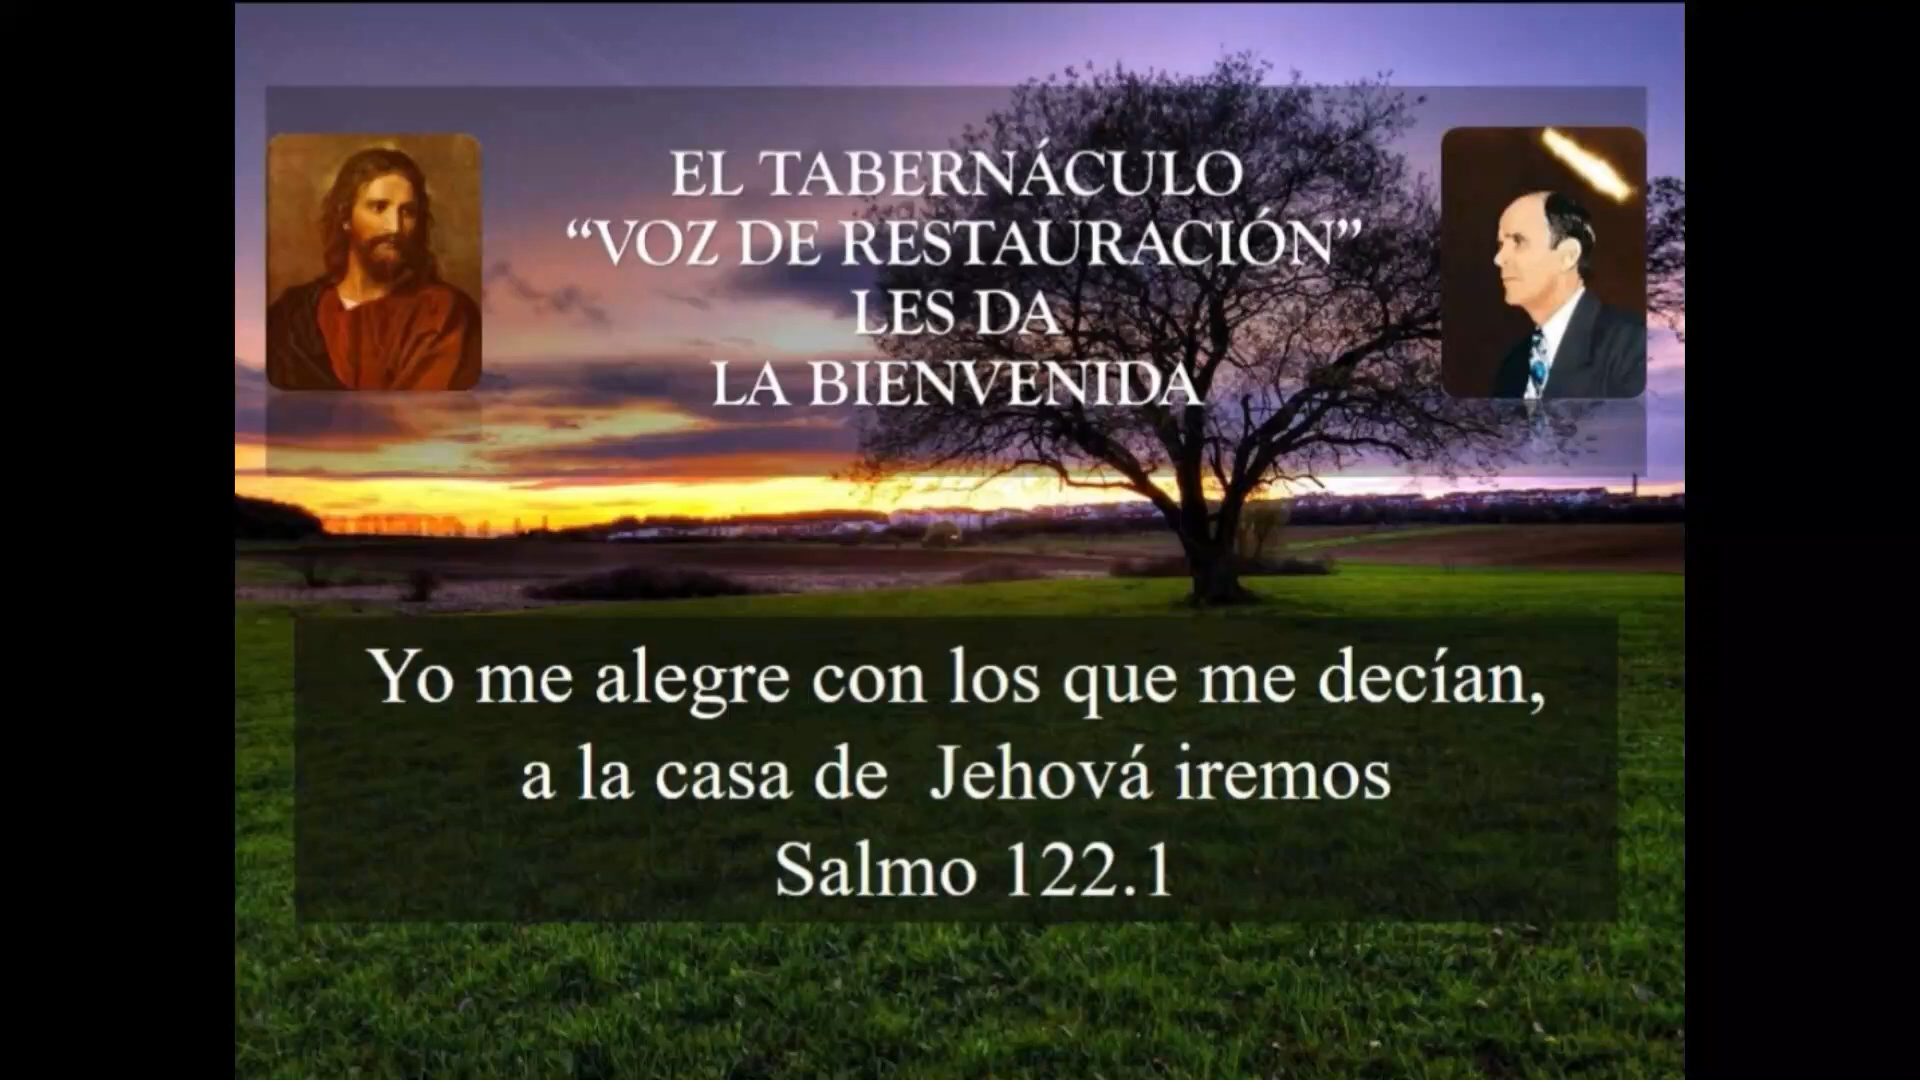 EL TABERNÁCULO
“VOZ DE RESTAURACIÓN”
LES DA
LA BIENVENIDA
Yo me alegre con los que me decían,
a la casa de  Jehová iremos
Salmo 122.1